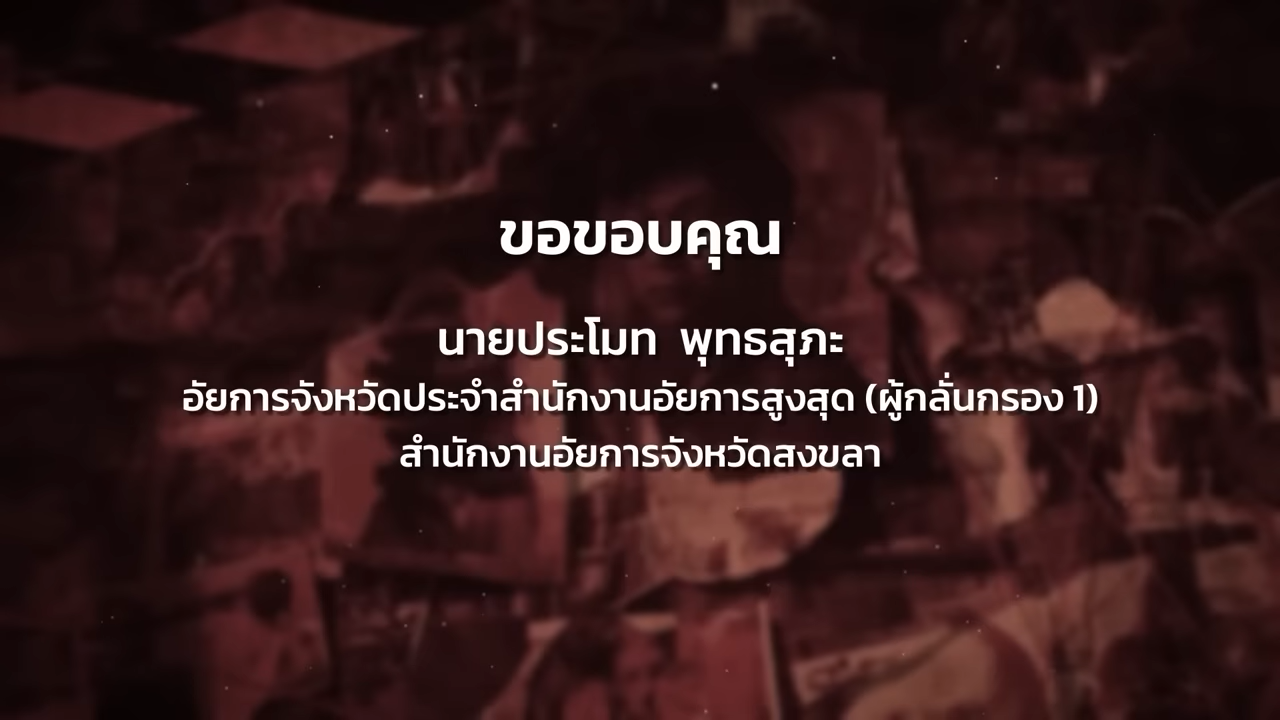 ขอขอบคุณ
นายประโมท พุทธสุภะ
อัยการจังหวัดประจำสำนักงานอัยการสูงสุด (ผู้กลั่นกรอง 1)
สำนักงานอัยการจังหวัดสงขลา